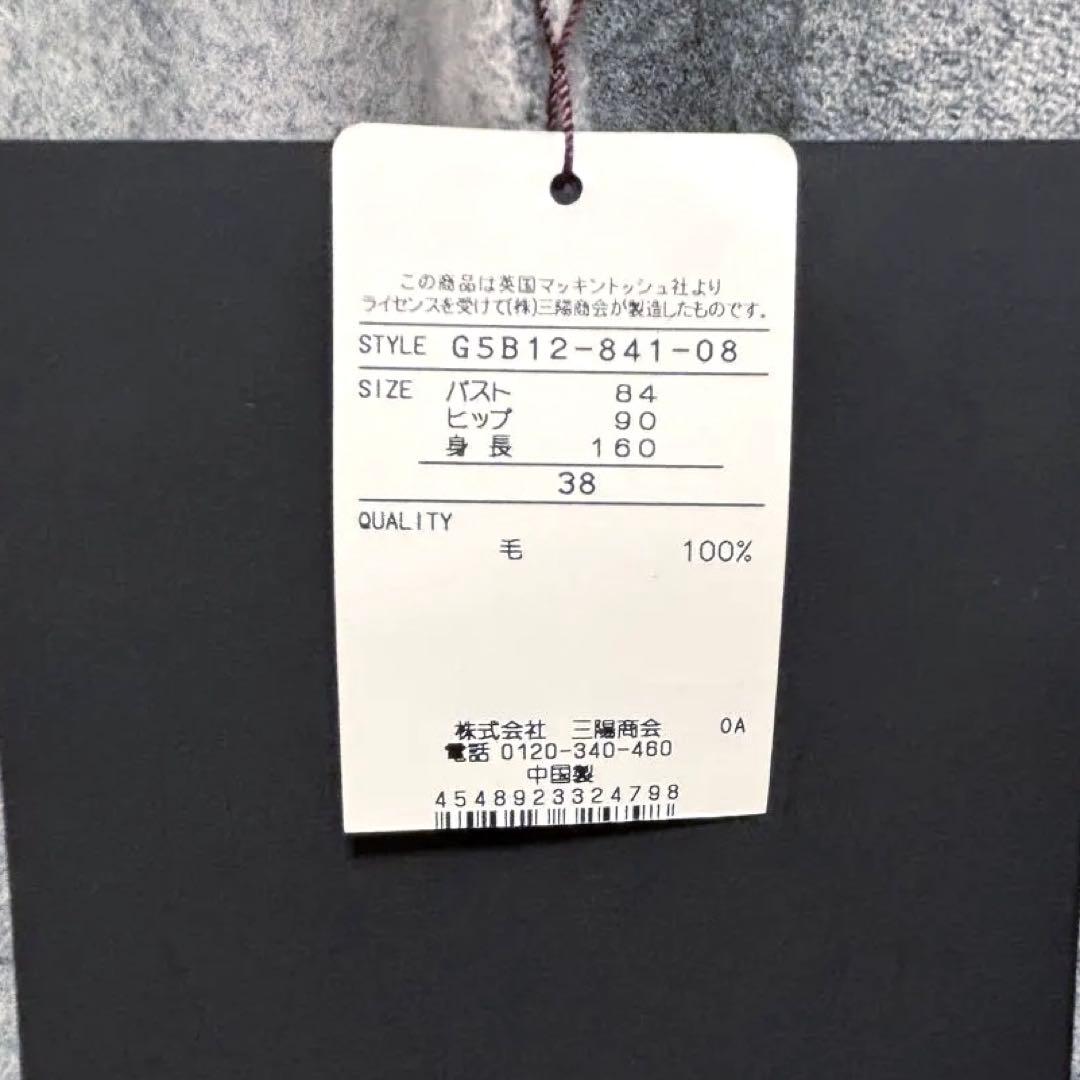 この商品は英国マッキントッシュ社より
ライセンスを受けて(株)三陽商会が製造したものです。
STYLE G5B12-841-08
SIZE バスト 84
ヒップ 90
身長 160
38
QUALITY
毛 100%
株式会社 三陽商会 0A
電話 0120-340-460
中国製
4548923324798